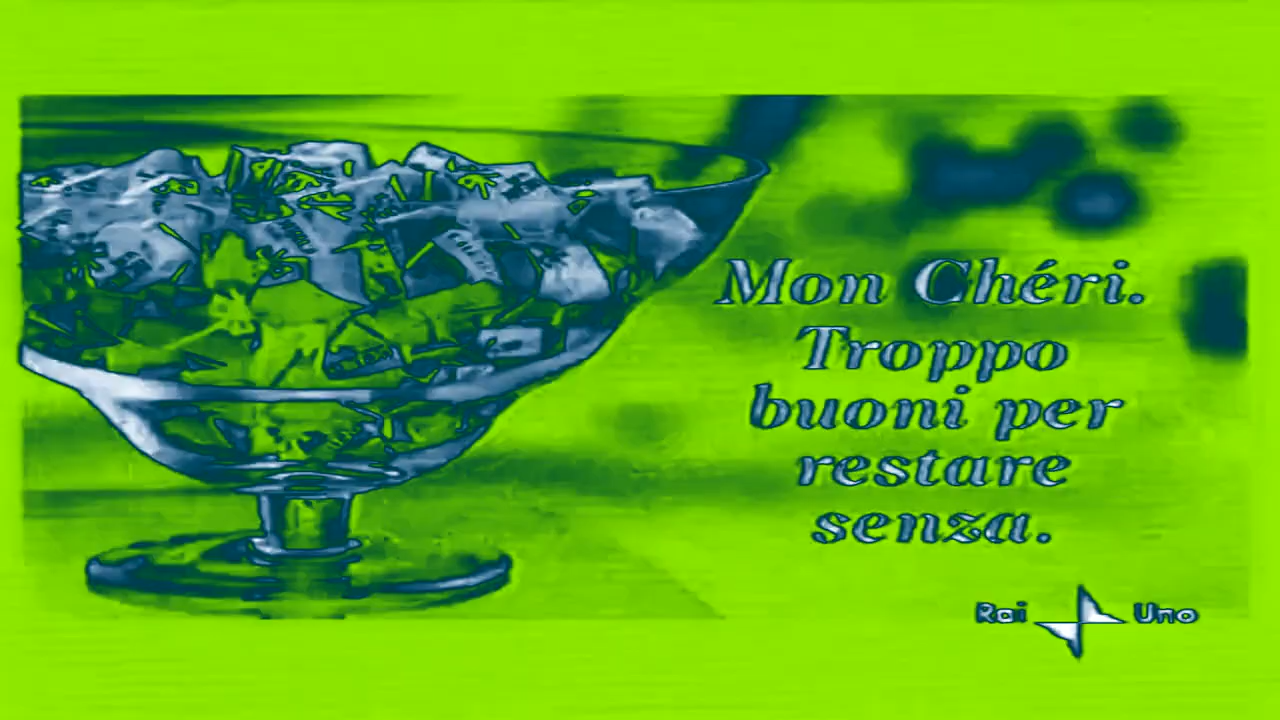 Mon Chéri.
Troppo
buoni per
restare
senza.
Rai Uno